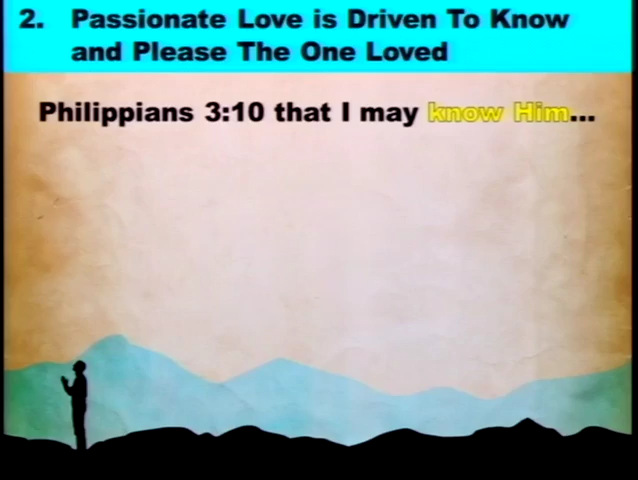 2. Passionate Love is Driven To Know
and Please The One Loved
Philippians 3:10 that I may know Him...